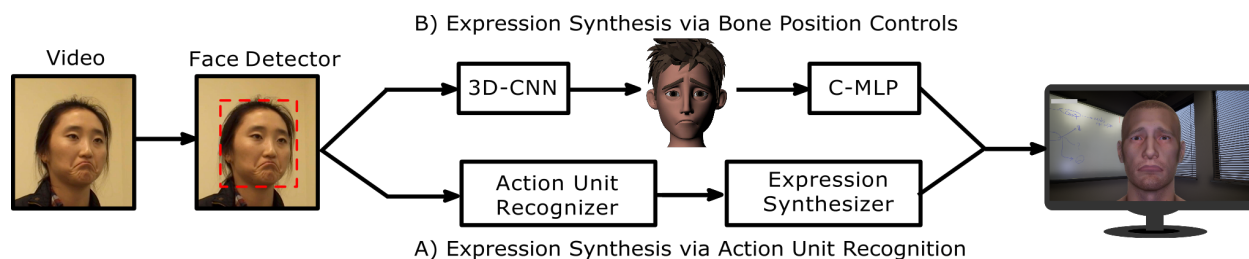 B) Expression Synthesis via Bone Position Controls
Video
Face Detector
3D-CNN
C-MLP
Action Unit
Recognizer
Expression
Synthesizer
A) Expression Synthesis via Action Unit Recognition